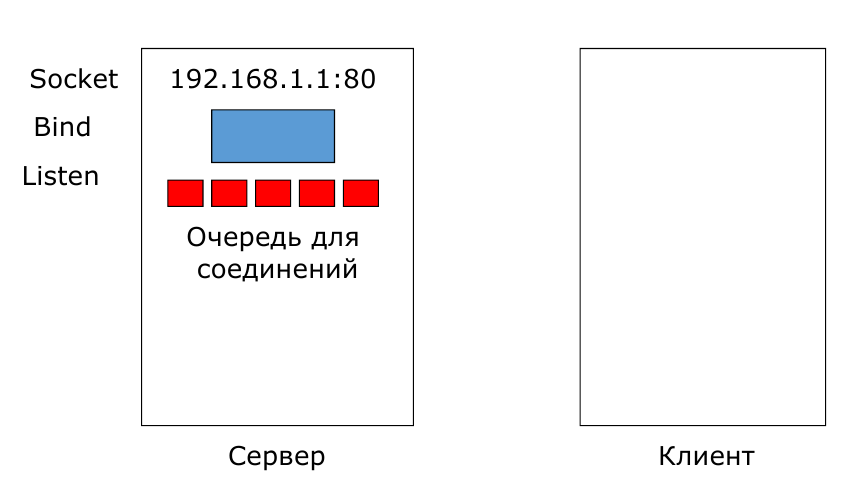 Socket
192.168.1.1:80
Bind
Listen
Очередь для
соединений
Сервер
Клиент